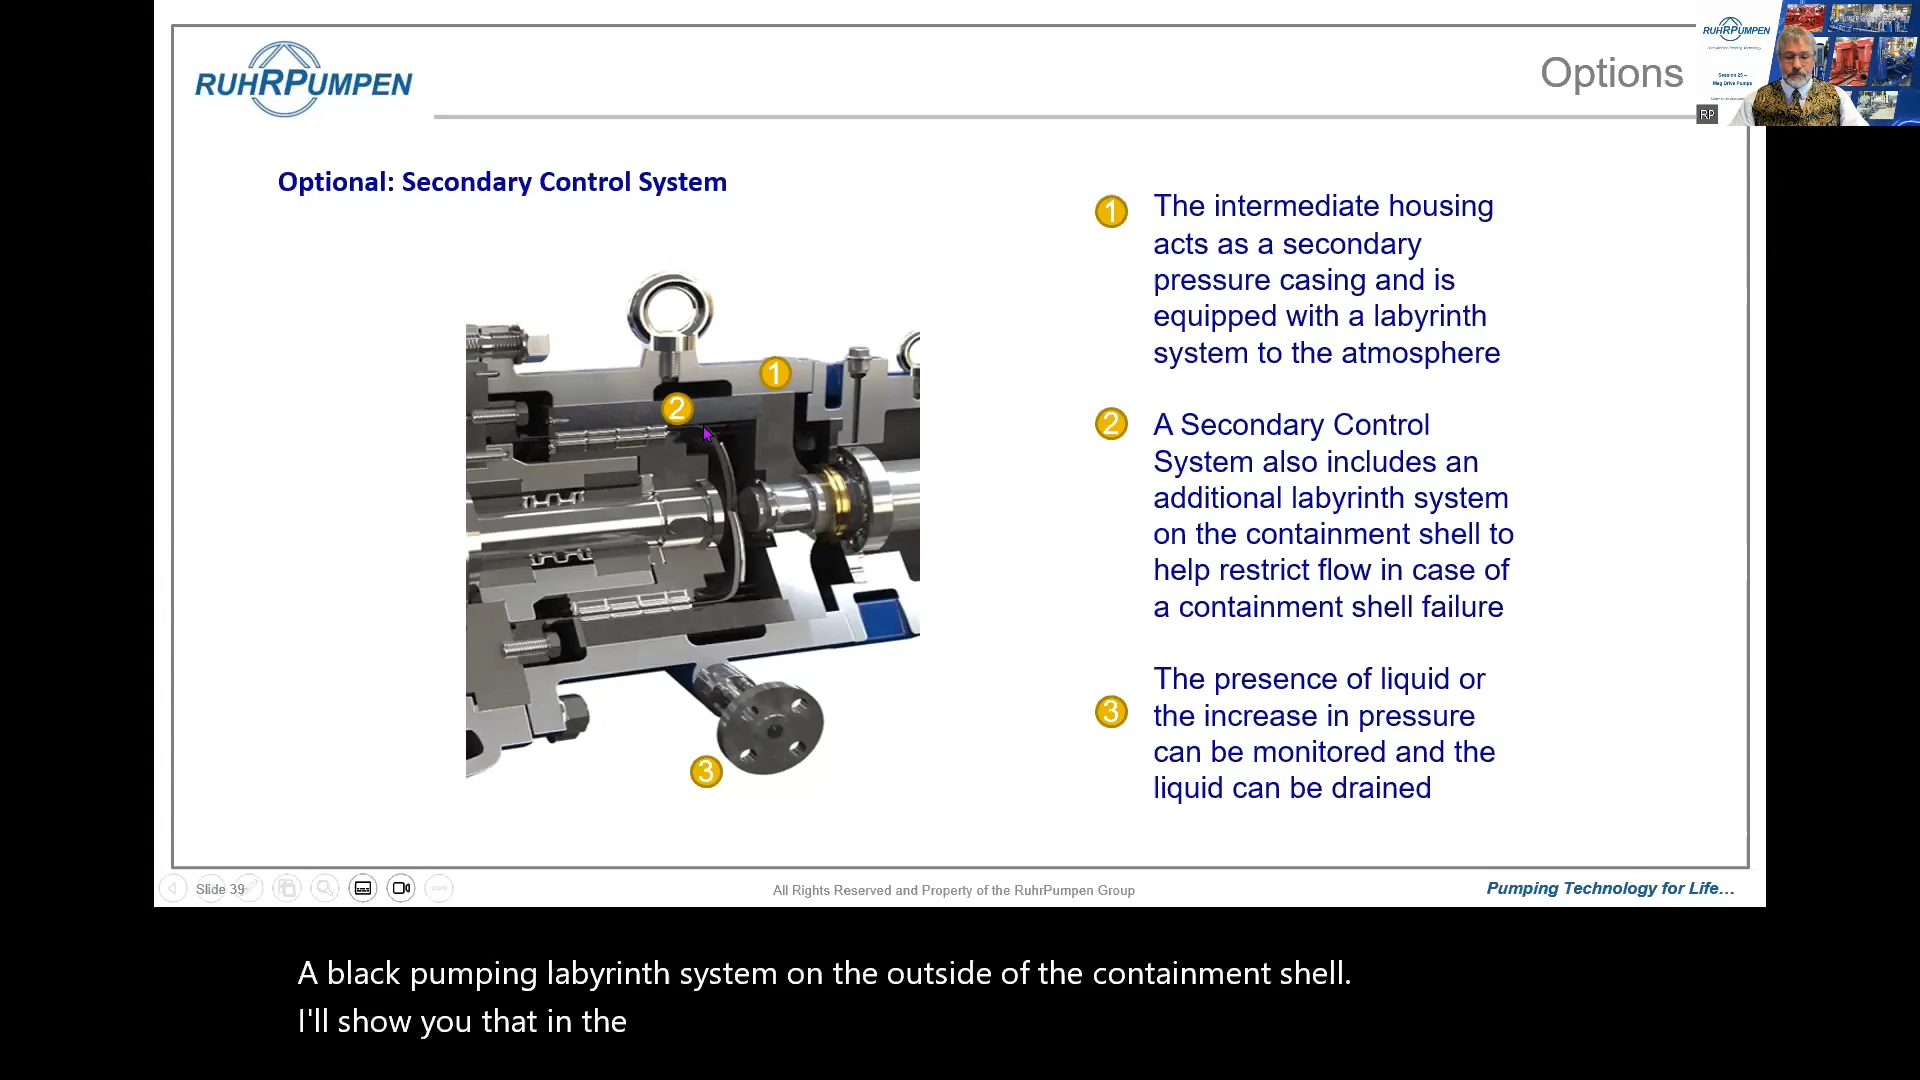 RUHRPUMPEN
Options
RUHRPUMPEN
Session 25 –
Mag Drive Pumps
RP
Optional: Secondary Control System
1
The intermediate housing
acts as a secondary
pressure casing and is
equipped with a labyrinth
system to the atmosphere
2
A Secondary Control
System also includes an
additional labyrinth system
on the containment shell to
help restrict flow in case of
a containment shell failure
3
The presence of liquid or
the increase in pressure
can be monitored and the
liquid can be drained
1
2
3
Slide 39
All Rights Reserved and Property of the RuhrPumpen Group
Pumping Technology for Life...
A black pumping labyrinth system on the outside of the containment shell.
I'll show you that in the